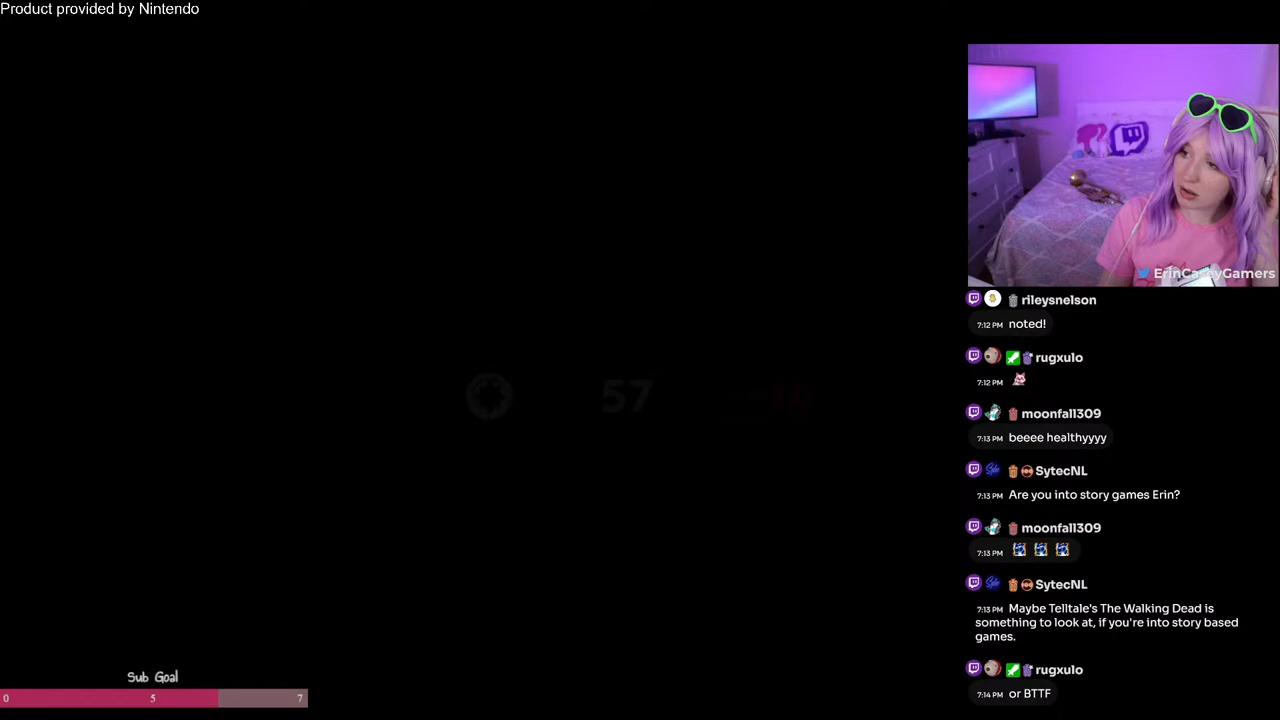 Product provided by Nintendo
57
ErinCaseyGamers
rileysnelson
7:12 PM noted!
rugxulo
7:12 PM
moonfall309
7:13 PM beeee healthyyyy
SytecNL
7:13 PM Are you into story games Erin?
moonfall309
7:13 PM
SytecNL
7:13 PM Maybe Telltale's The Walking Dead is
something to look at, if you're into story based
games.
rugxulo
7:14 PM or BTTF
Sub Goal
0 5 7